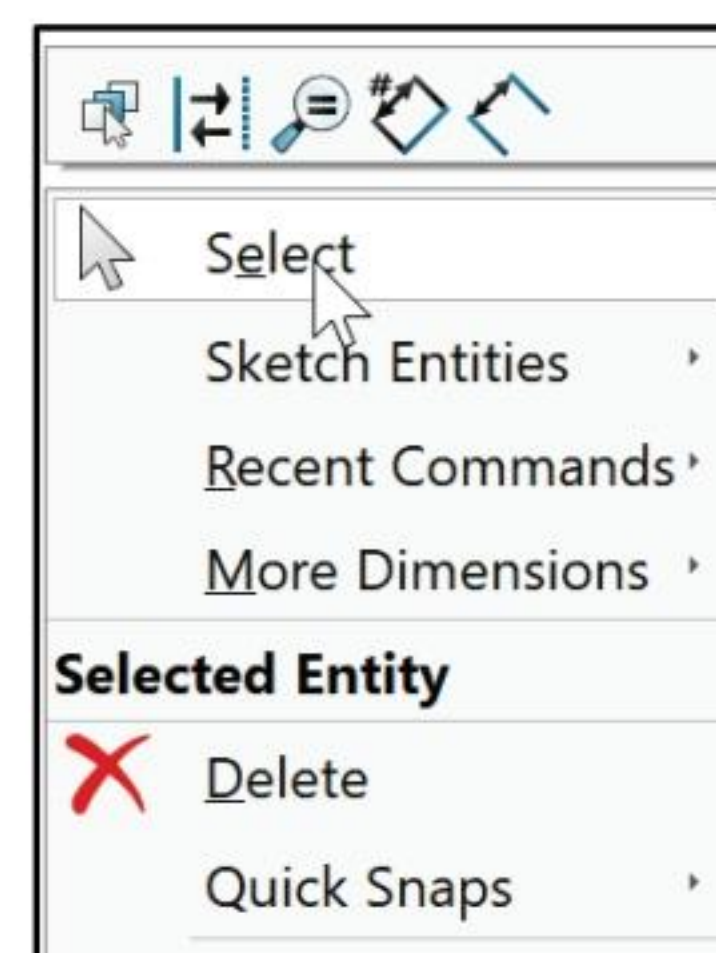 Select
Sketch Entities
Recent Commands
More Dimensions
Selected Entity
Delete
Quick Snaps